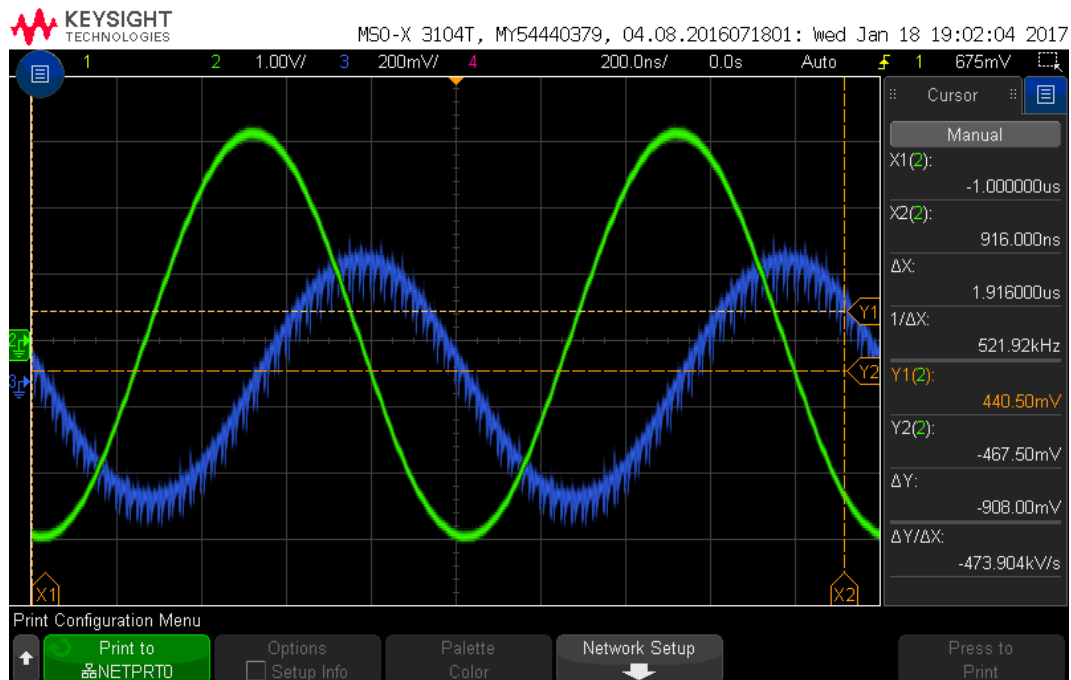 KEYSIGHT
TECHNOLOGIES
MSO-X 3104T, MY54440379, 04.08.2016071801: Wed Jan 18 19:02:04 2017
1 2 1.00V/ 3 200mV/ 4 200.0ns/ 0.0s Auto 1 675mV
Cursor
Manual
X1(2):
-1.000000us
X2(2):
916.000ns
ΔX:
1.916000us
1/ΔX:
521.92kHz
Y1(2):
440.50mV
Y2(2):
-467.50mV
ΔY:
-908.00mV
ΔY/ΔX:
-473.904kV/s
Y1
2
Y2
3
X1 X2
Print Configuration Menu
Print to Options Palette Network Setup Press to
NETPRT0 Setup Info Color Print